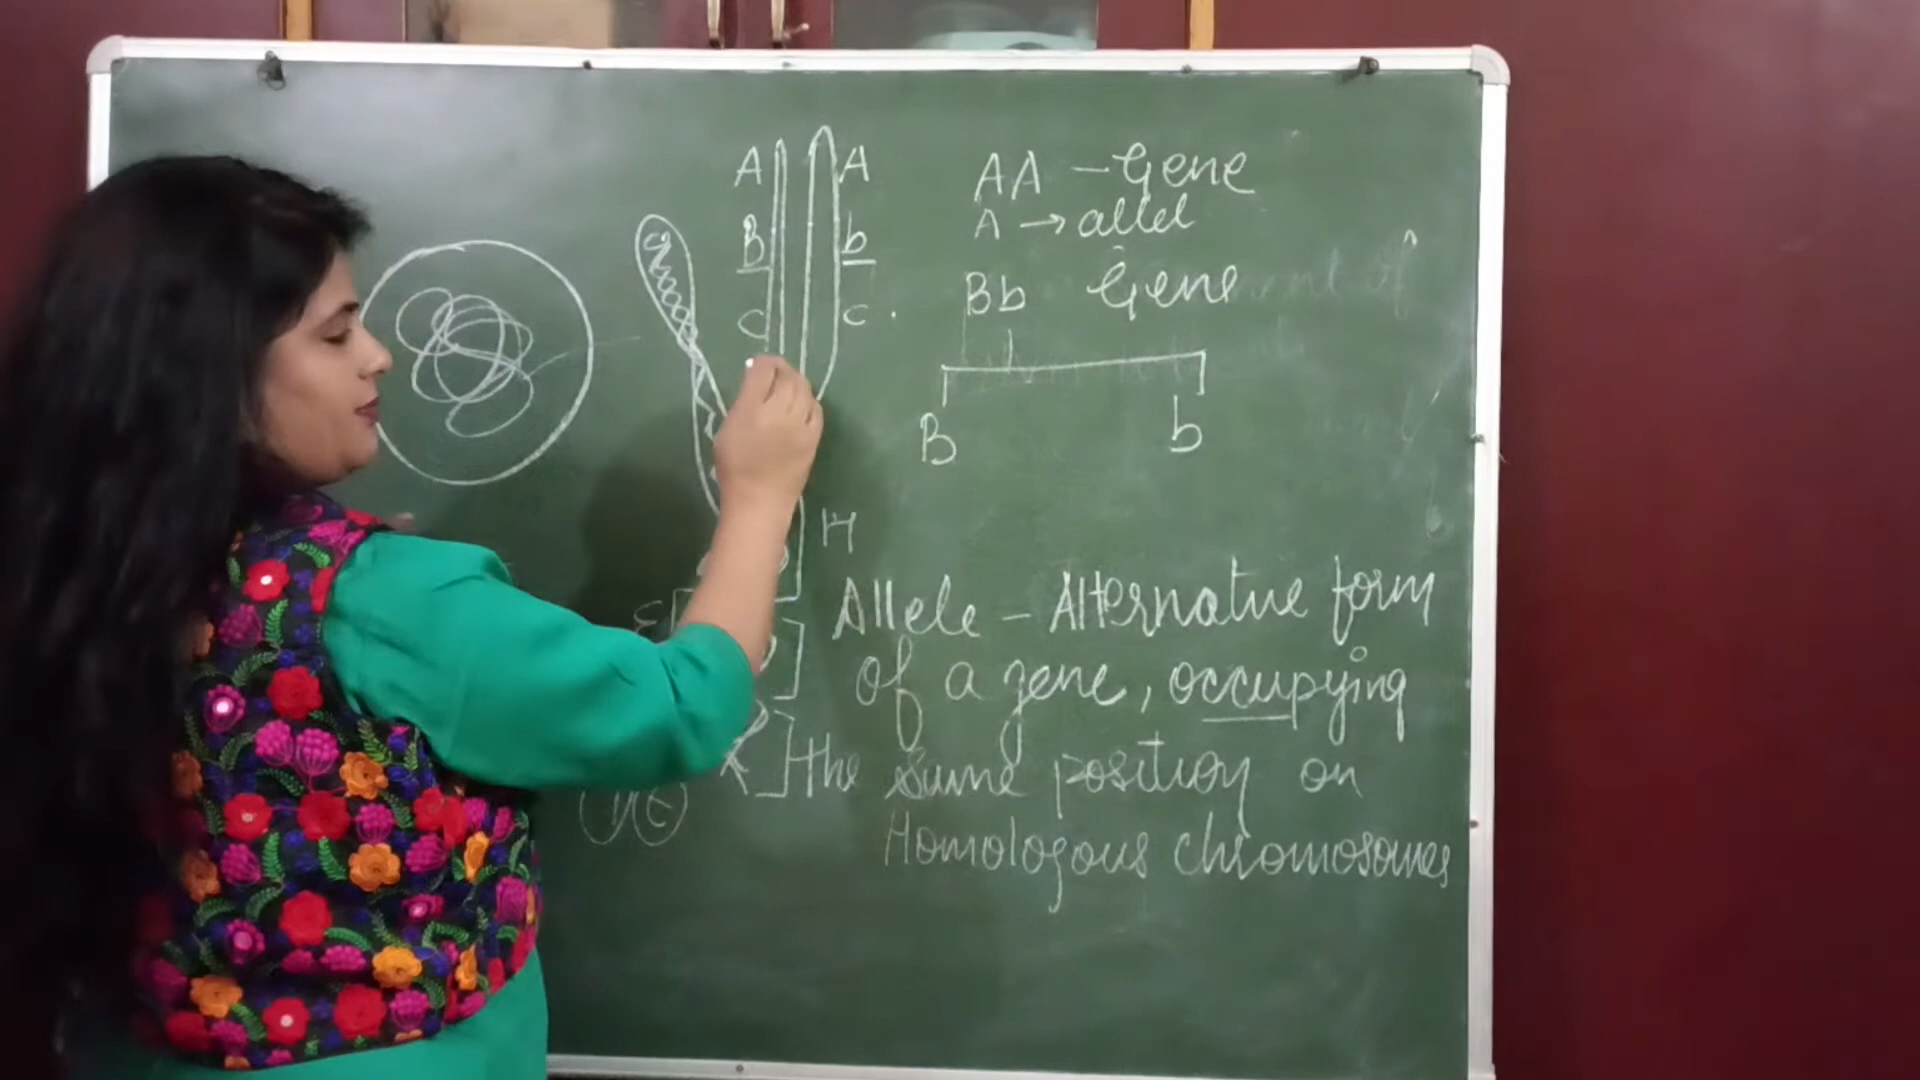 A A
B b
C c .
AA - Gene
A → allel
Bb Gene
B b
H
Allele - Alternative form
of a gene, occupying
the same position on
Homologous chromosomes